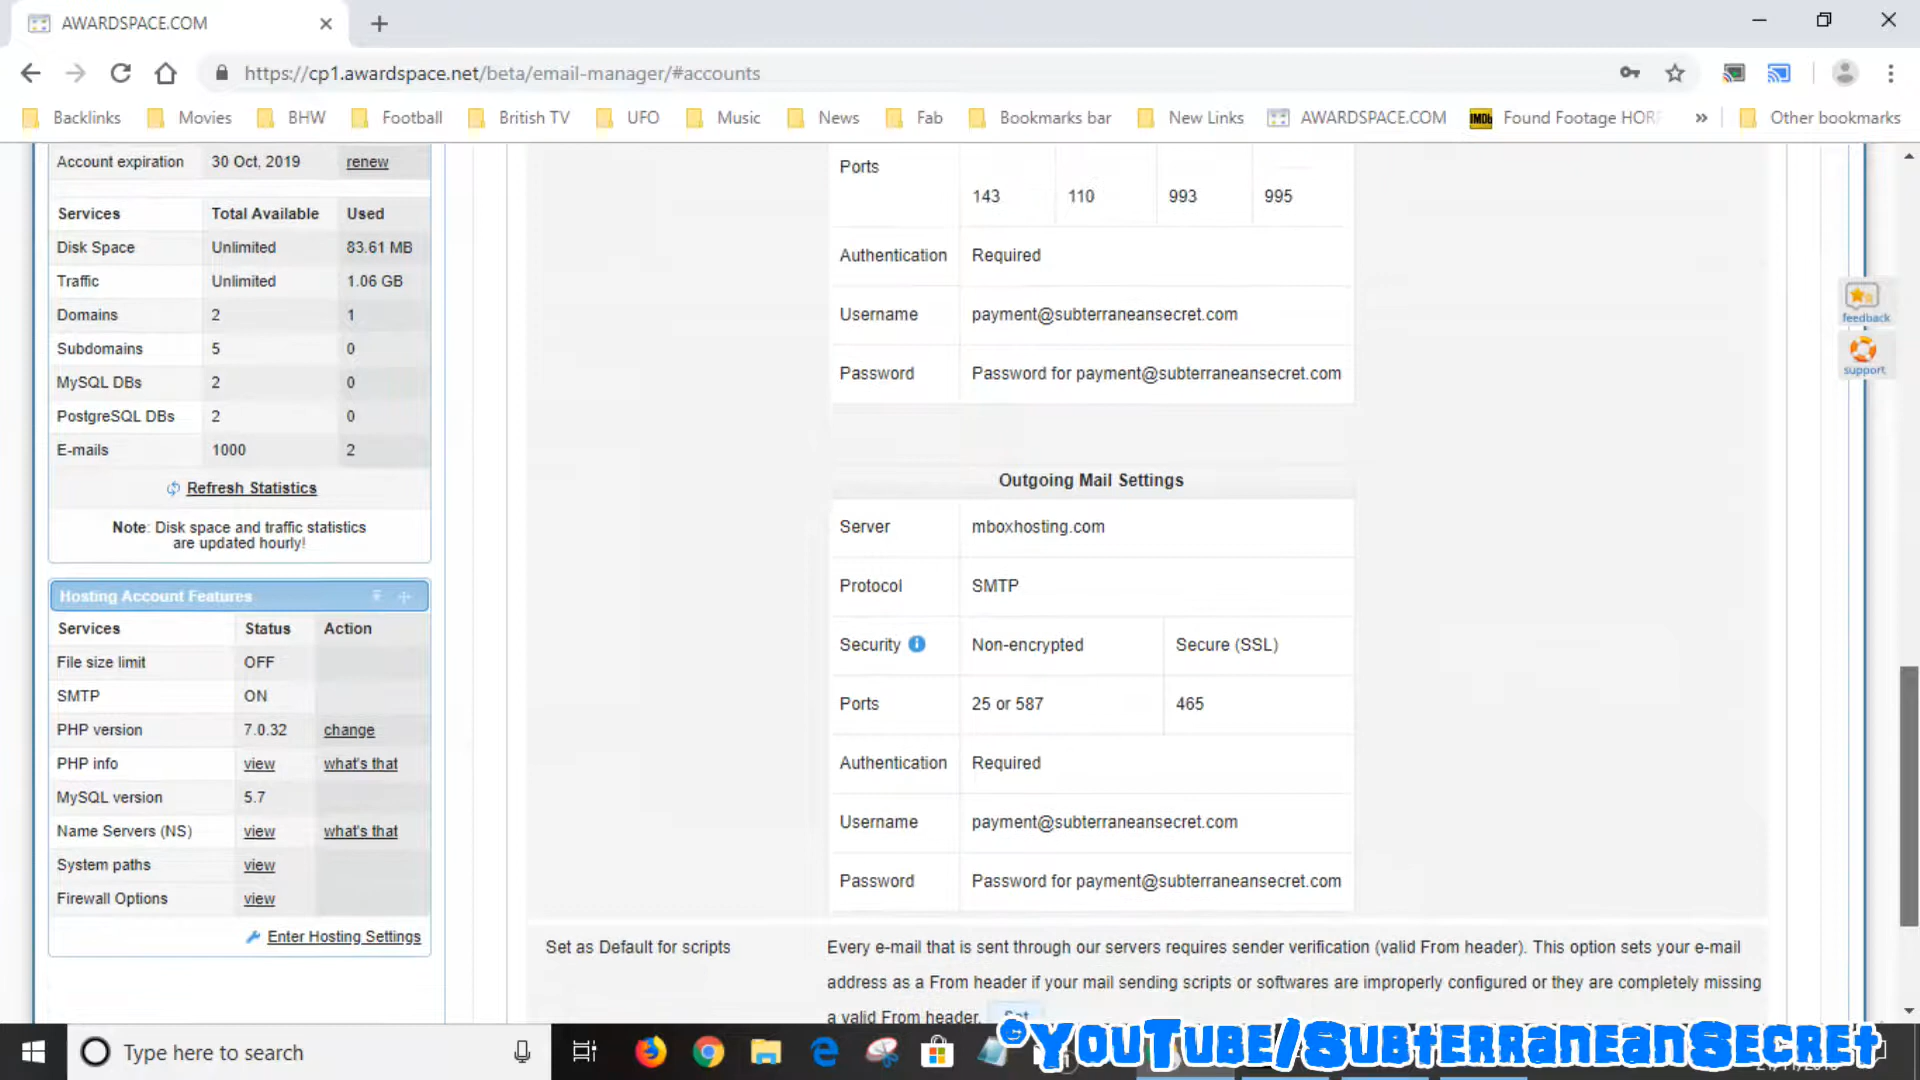 AWARDSPACE.COM
https://cp1.awardspace.net/beta/email-manager/#accounts
Backlinks Movies BHW Football British TV UFO Music News Fab Bookmarks bar New Links AWARDSPACE.COM IMDb Found Footage HOR » Other bookmarks
Account expiration 30 Oct, 2019 renew
Services Total Available Used
Disk Space Unlimited 83.61 MB
Traffic Unlimited 1.06 GB
Domains 2 1
Subdomains 5 0
MySQL DBs 2 0
PostgreSQL DBs 2 0
E-mails 1000 2
Refresh Statistics
Note: Disk space and traffic statistics
are updated hourly!
Hosting Account Features
Services Status Action
File size limit OFF
SMTP ON
PHP version 7.0.32 change
PHP info view what's that
MySQL version 5.7
Name Servers (NS) view what's that
System paths view
Firewall Options view
Enter Hosting Settings
Ports
143 110 993 995
Authentication Required
Username payment@subterraneansecret.com
Password Password for payment@subterraneansecret.com
Outgoing Mail Settings
Server mboxhosting.com
Protocol SMTP
Security Non-encrypted Secure (SSL)
Ports 25 or 587 465
Authentication Required
Username payment@subterraneansecret.com
Password Password for payment@subterraneansecret.com
Set as Default for scripts
Every e-mail that is sent through our servers requires sender verification (valid From header). This option sets your e-mail
address as a From header if your mail sending scripts or softwares are improperly configured or they are completely missing
a valid From header. Set
feedback
support
Type here to search
©YouTube/SubterraneanSecret